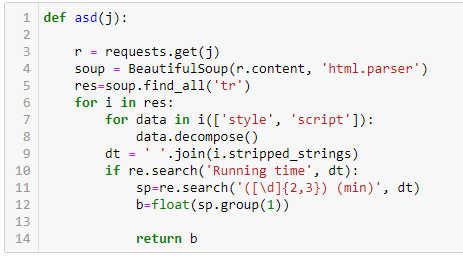 1 def asd(j):
2
3     r = requests.get(j)
4     soup = BeautifulSoup(r.content, 'html.parser')
5     res=soup.find_all('tr')
6     for i in res:
7         for data in i(['style', 'script']):
8             data.decompose()
9         dt = ' '.join(i.stripped_strings)
10         if re.search('Running time', dt):
11             sp=re.search('([\d]{2,3}) (min)', dt)
12             b=float(sp.group(1))
13
14             return b